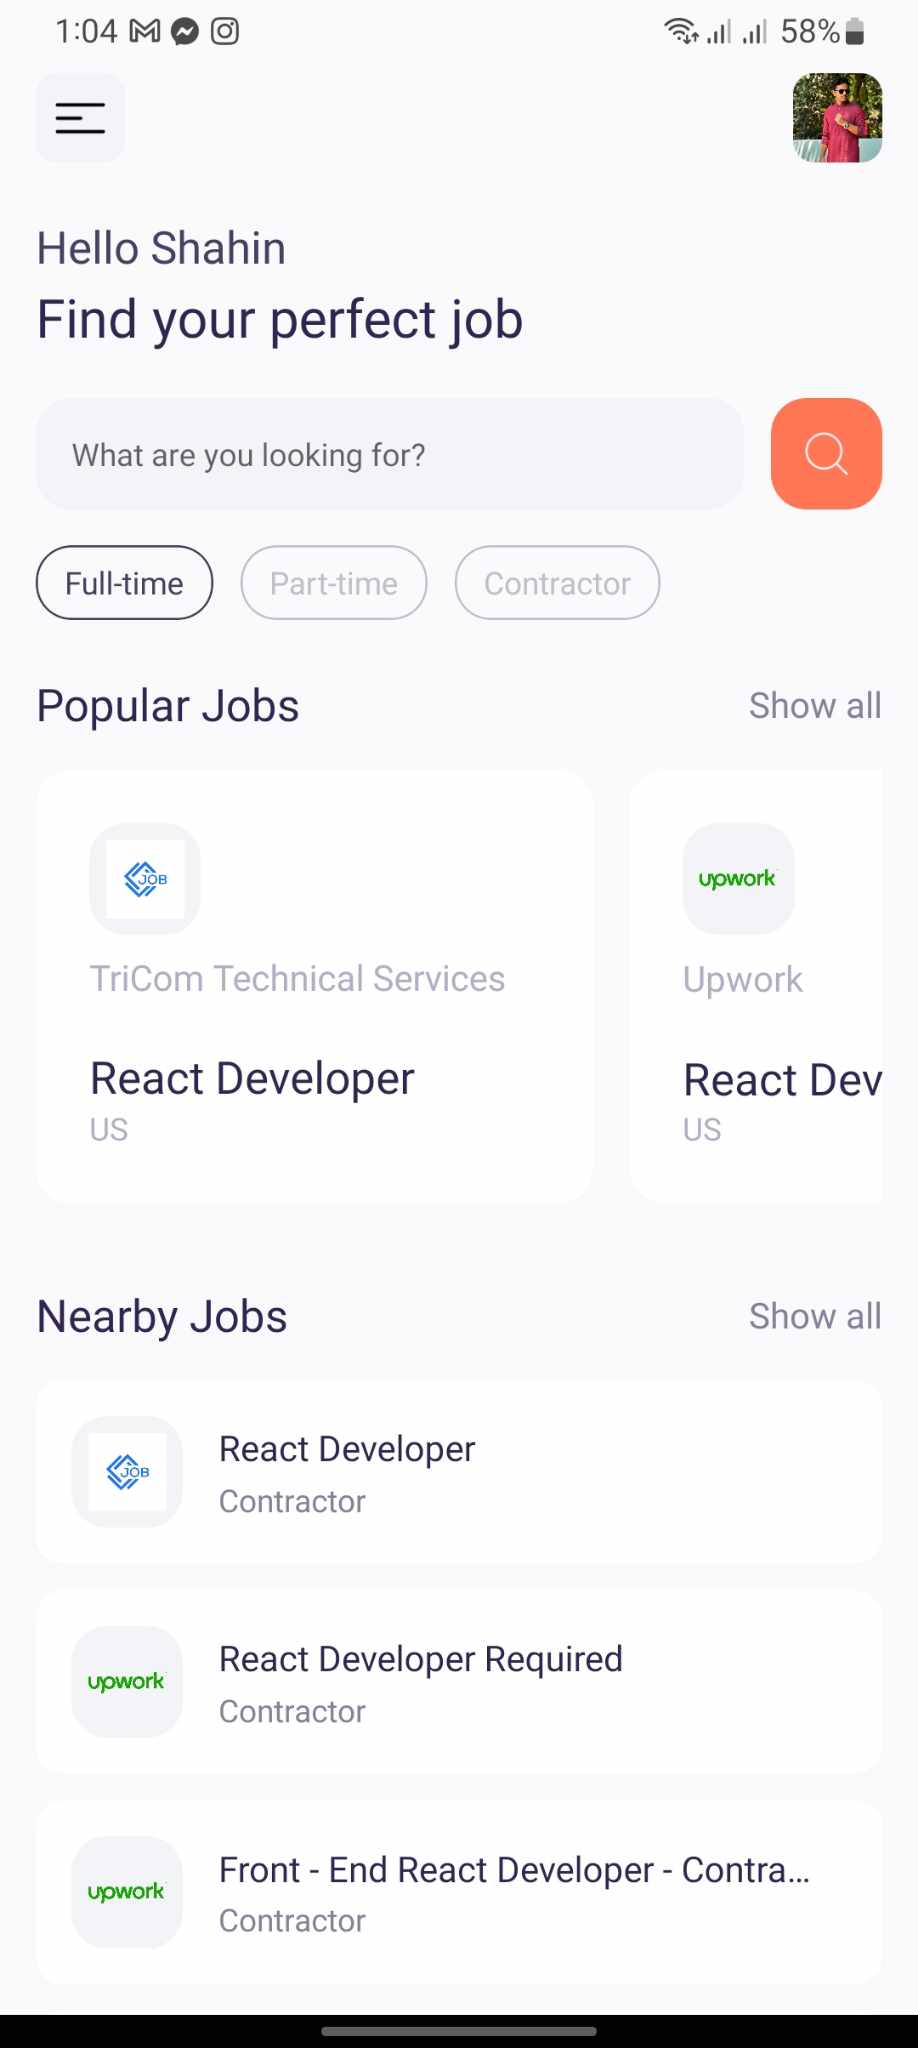 1:04
58%
Hello Shahin
Find your perfect job
What are you looking for?
Full-time
Part-time
Contractor
Popular Jobs
Show all
JOB
TriCom Technical Services
React Developer
US
upwork
Upwork
React Dev
US
Nearby Jobs
Show all
JOB
React Developer
Contractor
upwork
React Developer Required
Contractor
upwork
Front - End React Developer - Contra...
Contractor